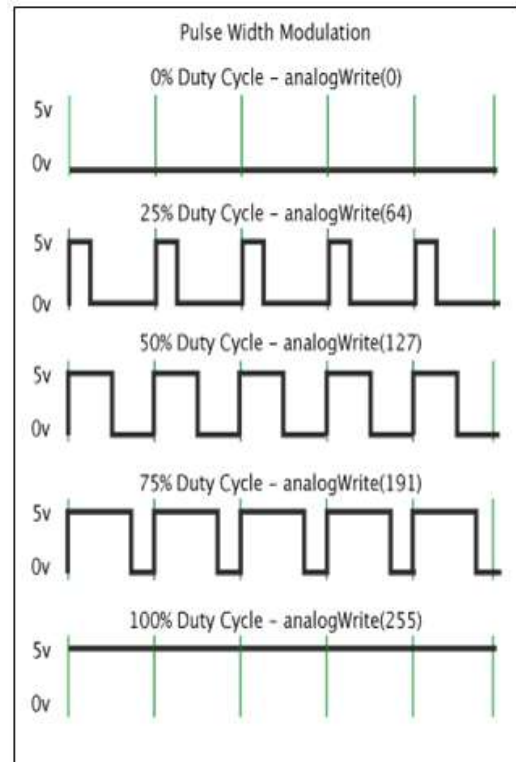 Pulse Width Modulation
0% Duty Cycle – analogWrite(0)
5v
0v
25% Duty Cycle – analogWrite(64)
5v
0v
50% Duty Cycle – analogWrite(127)
5v
0v
75% Duty Cycle – analogWrite(191)
5v
0v
100% Duty Cycle – analogWrite(255)
5v
0v